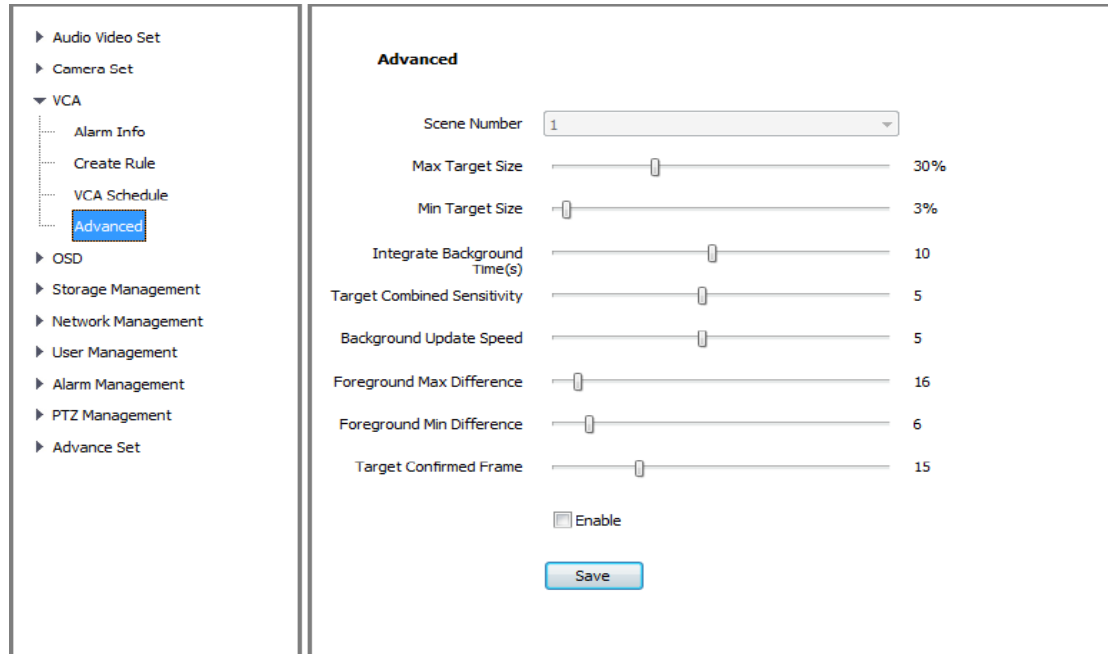 Audio Video Set
Camera Set
VCA
Alarm Info
Create Rule
VCA Schedule
Advanced
OSD
Storage Management
Network Management
User Management
Alarm Management
PTZ Management
Advance Set
Advanced
Scene Number 1
Max Target Size 30%
Min Target Size 3%
Integrate Background
Time(s) 10
Target Combined Sensitivity 5
Background Update Speed 5
Foreground Max Difference 16
Foreground Min Difference 6
Target Confirmed Frame 15
Enable
Save